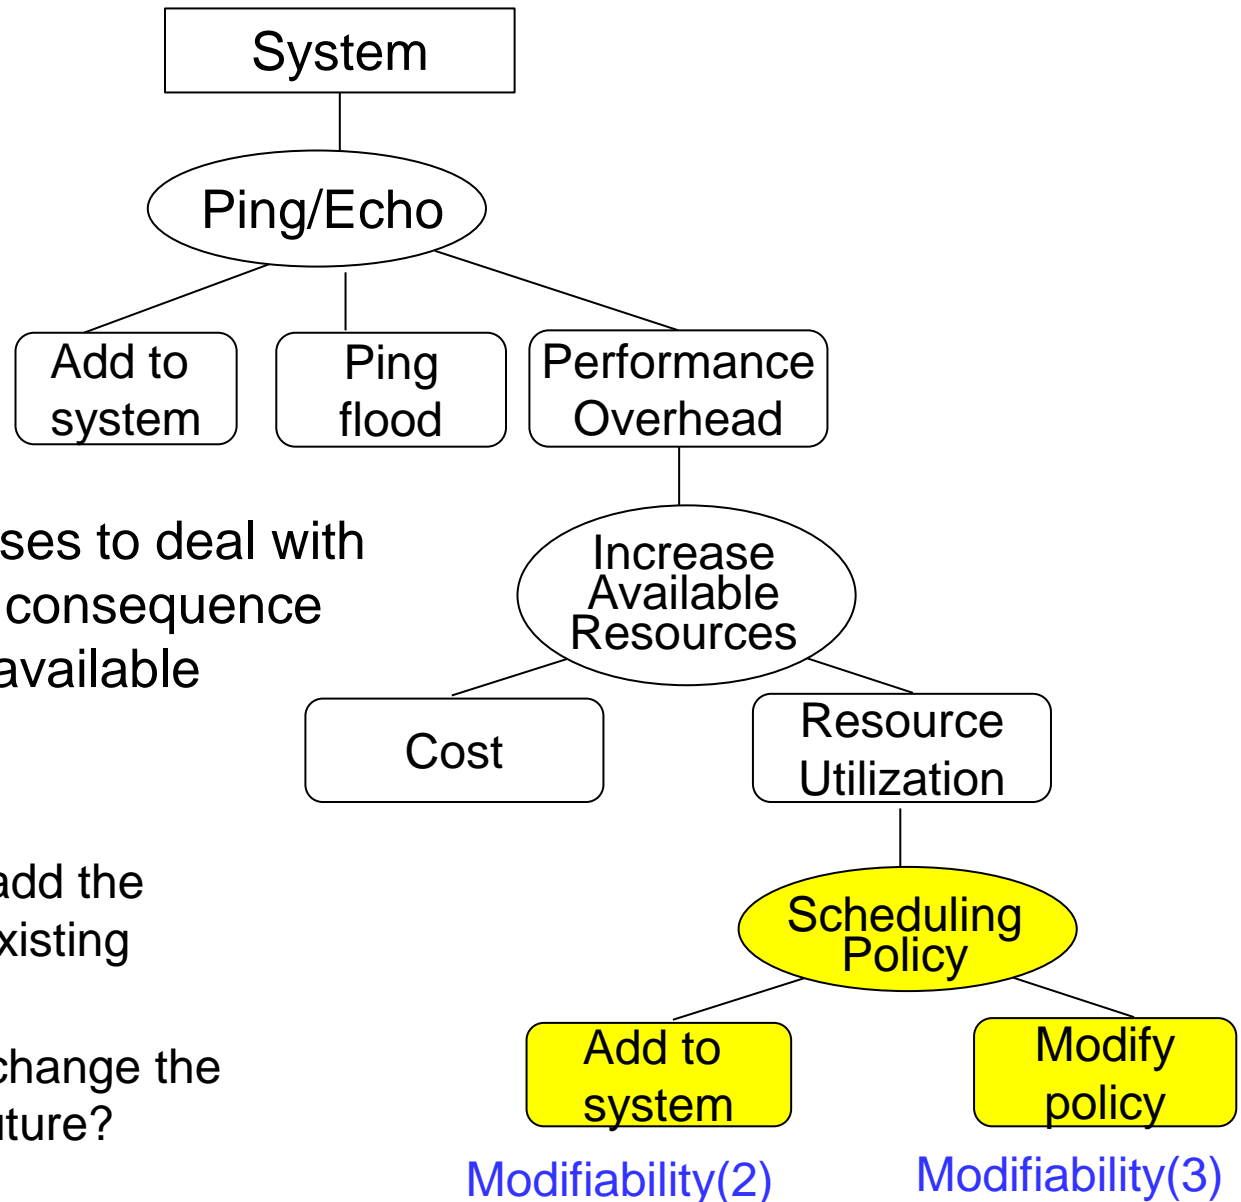 System
Ping/Echo
Add to
system
Ping
flood
Performance
Overhead
ses to deal with
consequence
available
Increase
Available
Resources
Cost
Resource
Utilization
add the
xisting
Scheduling
Policy
change the
uture?
Add to
system
Modify
policy
Modifiability(2)
Modifiability(3)